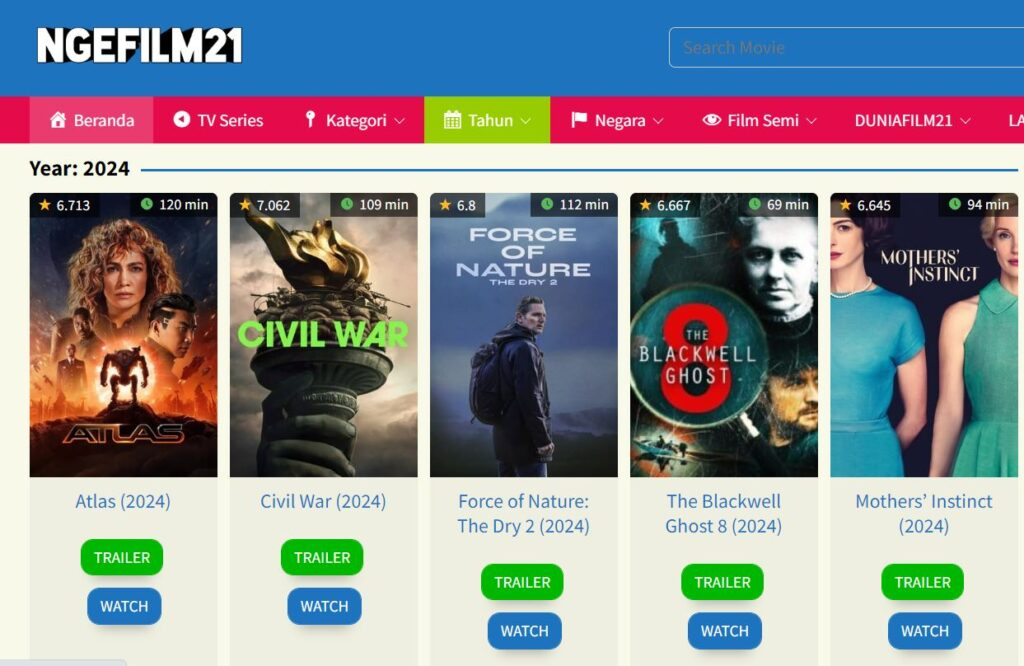 NGEFILM21
Search Movie
Beranda TV Series Kategori Tahun Negara Film Semi DUNIAFILM21 LA
Year: 2024
6.713 120 min 7.062 109 min 6.8 112 min 6.667 69 min 6.645 94 min
ATLAS
CIVIL WAR
FORCE
OF
NATURE
THE DRY 2
8
THE
BLACKWELL
GHOST
MOTHERS'
INSTINCT
Atlas (2024)
Civil War (2024)
Force of Nature:
The Dry 2 (2024)
The Blackwell
Ghost 8 (2024)
Mothers’ Instinct
(2024)
TRAILER TRAILER TRAILER TRAILER TRAILER
WATCH WATCH WATCH WATCH WATCH